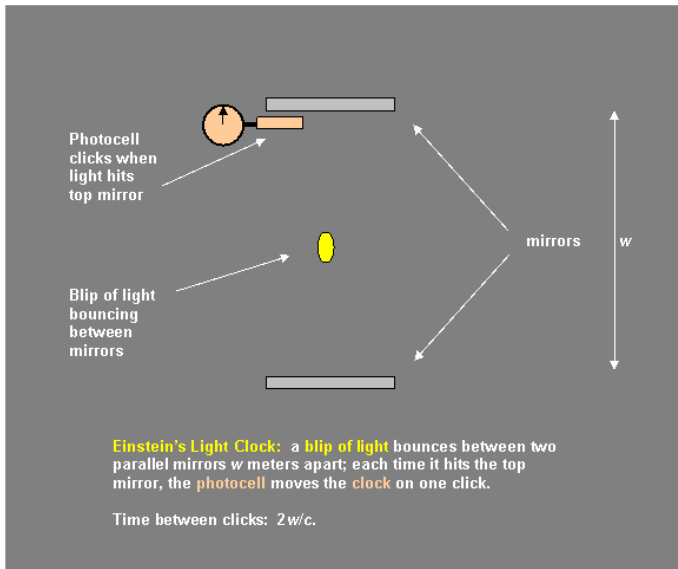 Photocell
clicks when
light hits
top mirror
mirrors
w
Blip of light
bouncing
between
mirrors
Einstein's Light Clock:  a blip of light bounces between two
parallel mirrors w meters apart; each time it hits the top
mirror, the photocell moves the clock on one click.
Time between clicks:  2w/c.